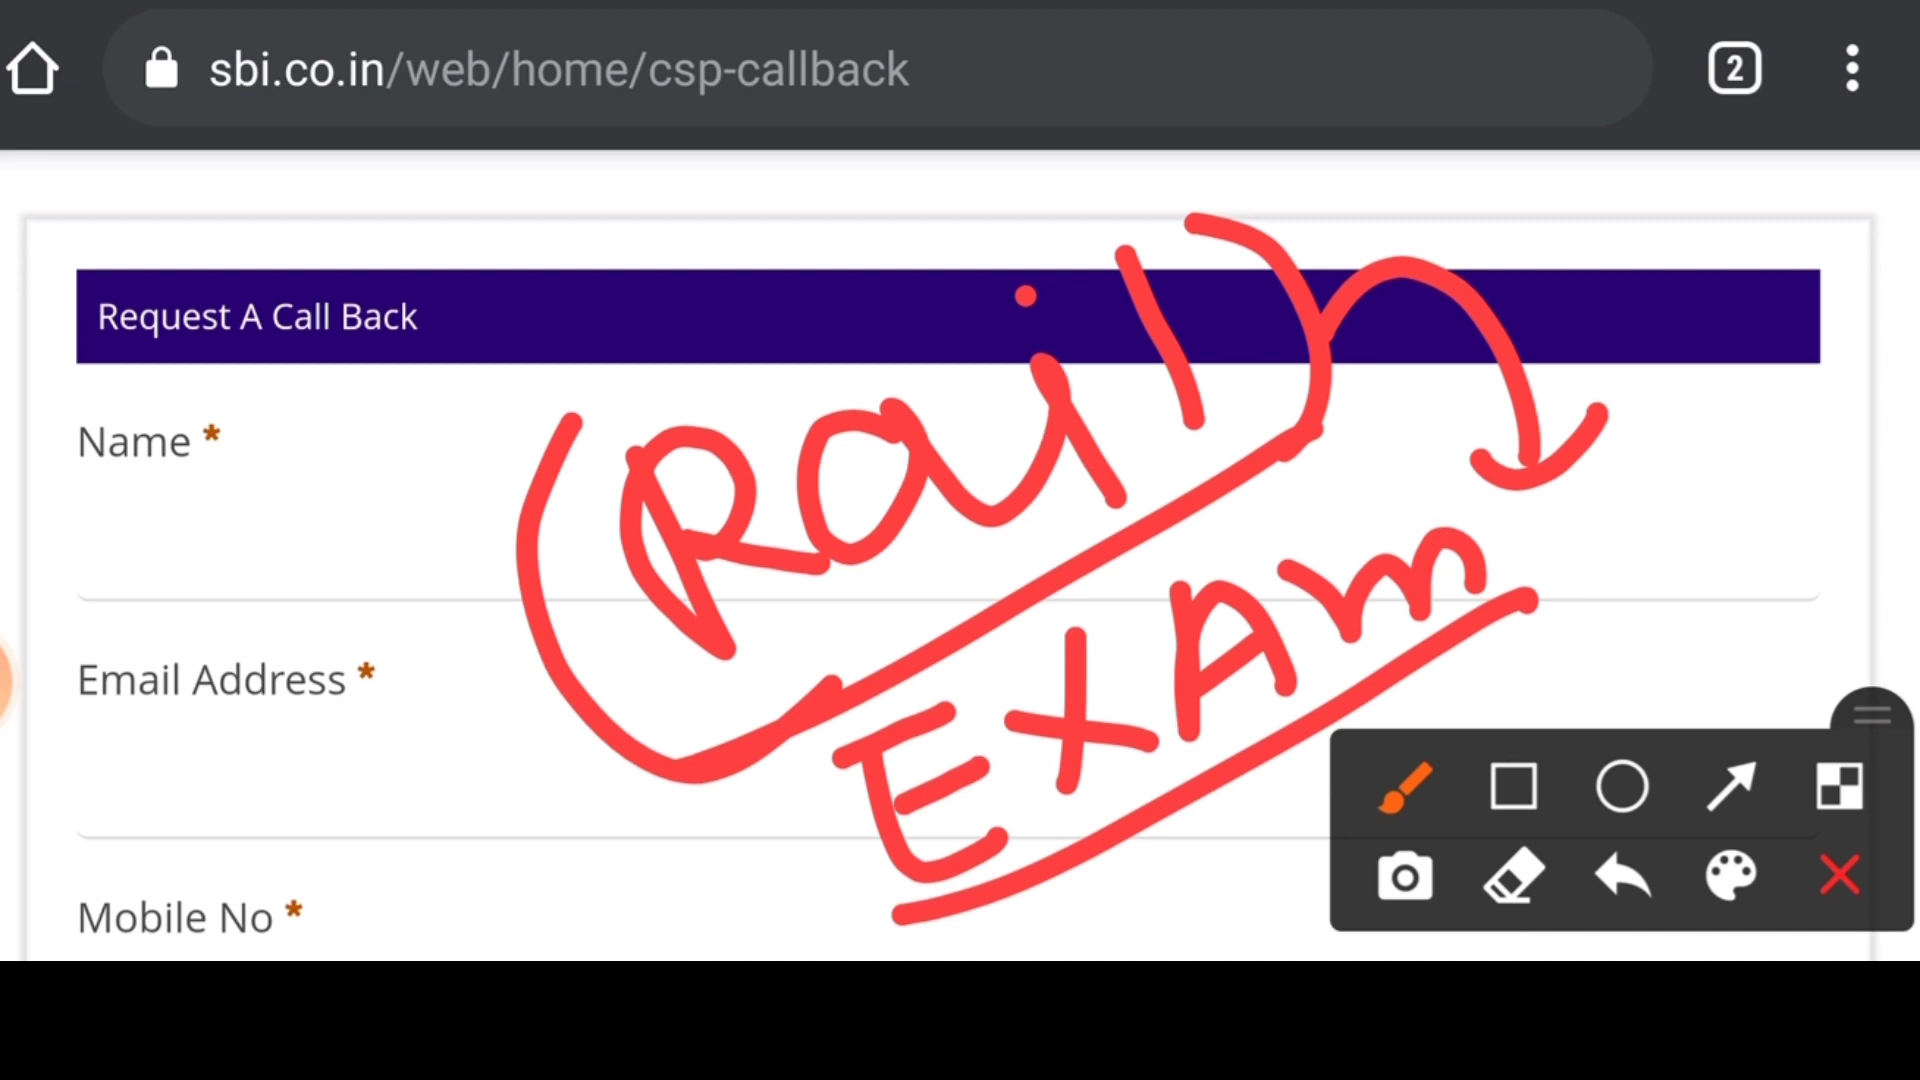 sbi.co.in/web/home/csp-callback
2
Request A Call Back
Name *
(Rail)
Email Address *
EXAm
Mobile No *